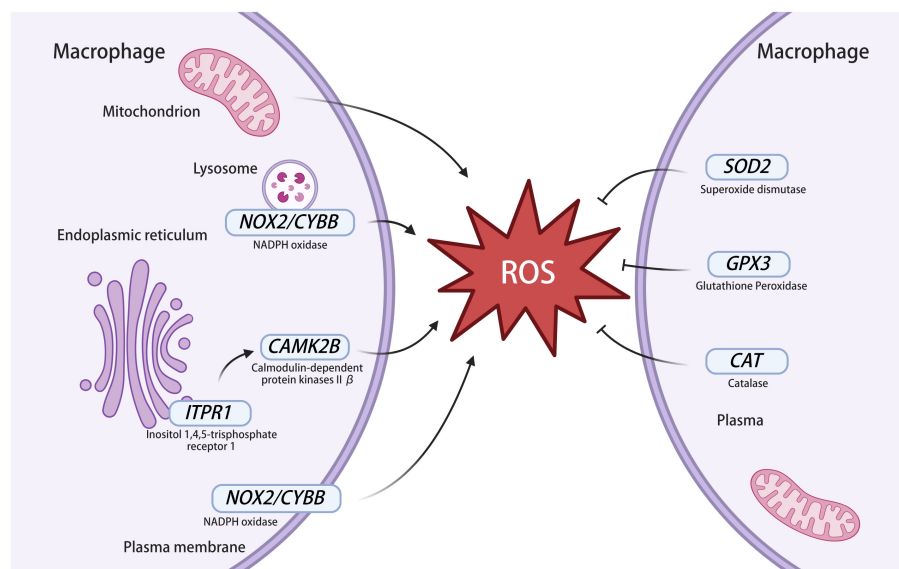 Macrophage
Mitochondrion
Lysosome
NOX2/CYBB
NADPH oxidase
Endoplasmic reticulum
CAMK2B
Calmodulin-dependent
protein kinases II β
ITPR1
Inositol 1,4,5-trisphosphate
receptor 1
NOX2/CYBB
NADPH oxidase
Plasma membrane
ROS
Macrophage
SOD2
Superoxide dismutase
GPX3
Glutathione Peroxidase
CAT
Catalase
Plasma